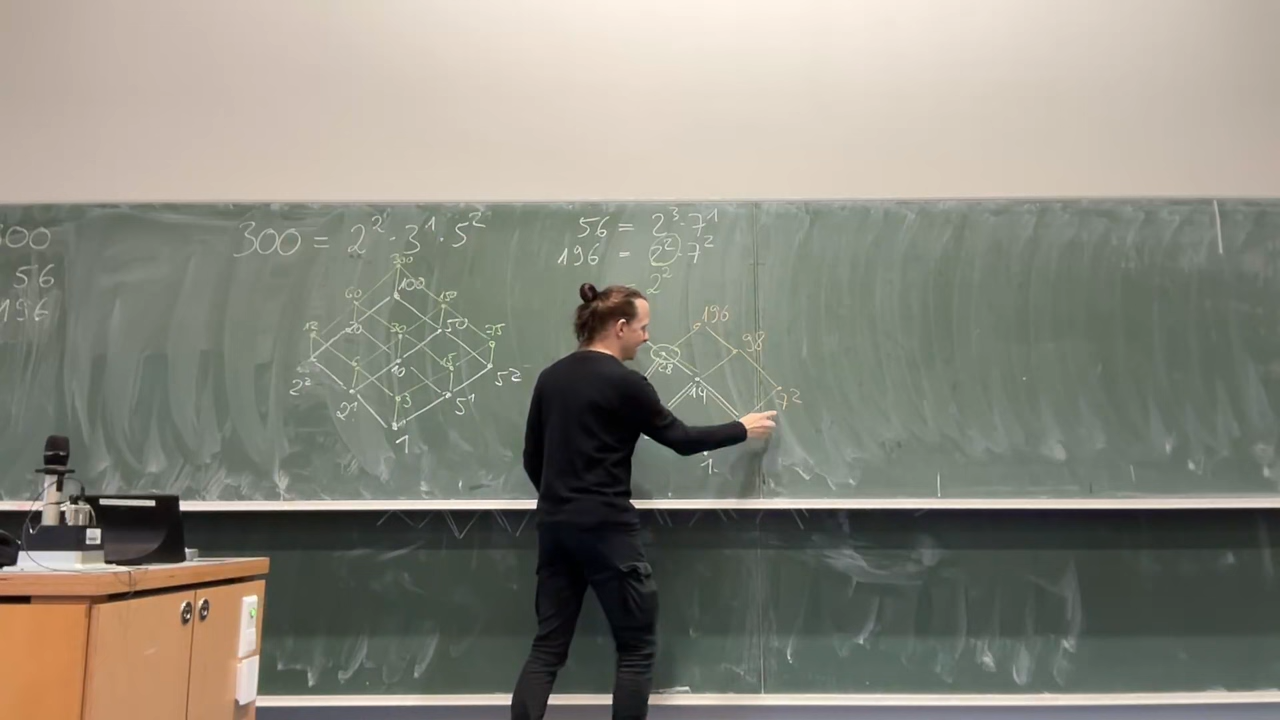 300 = 2² · 3¹ · 5²
56 = 2³ · 7¹
196 = 2² · 7²
2²
56
196
300
60 100 150
12 20 30 50 75
2² 6 10 15 5²
2¹ 3 5¹
1
196
98
28
14
7²
1